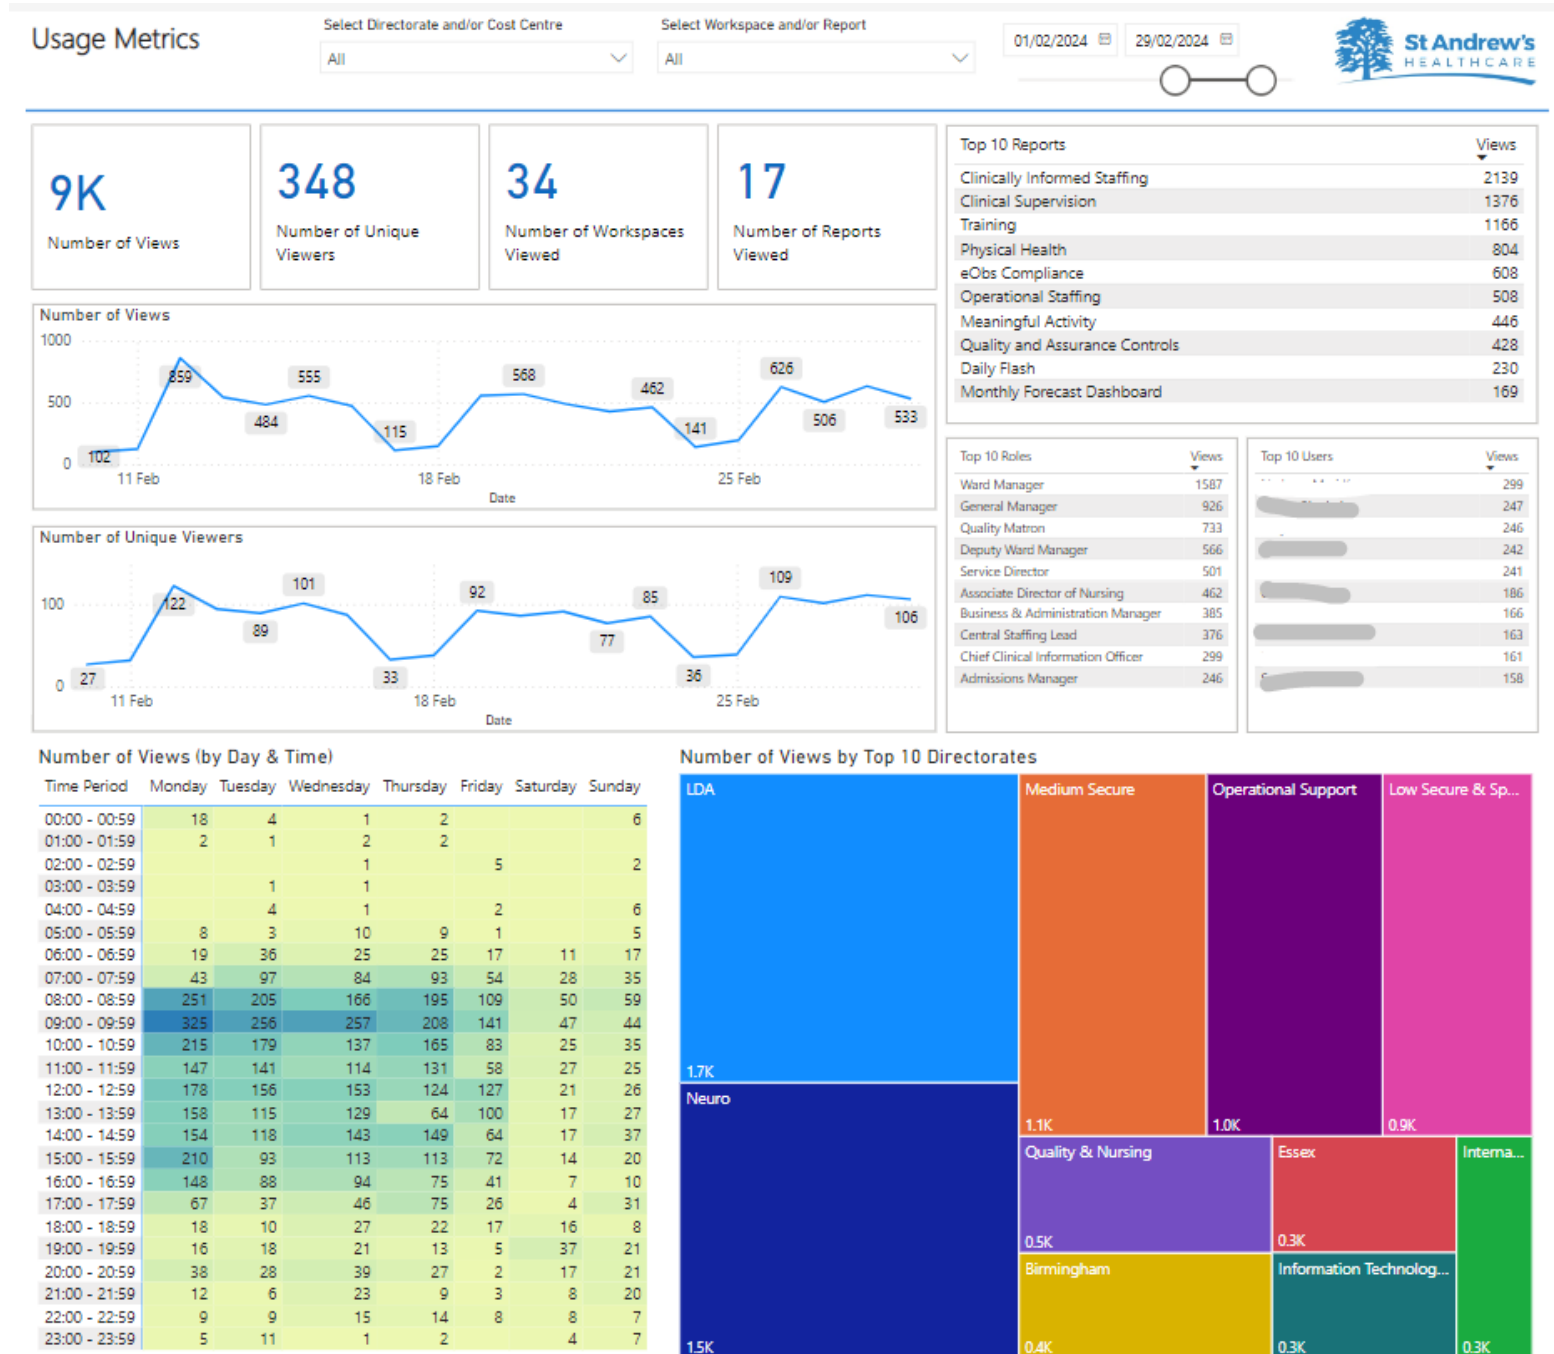 Usage Metrics
Select Directorate and/or Cost Centre
All
Select Workspace and/or Report
All
01/02/2024
29/02/2024
St Andrew's
HEALTHCARE
9K
Number of Views
348
Number of Unique
Viewers
34
Number of Workspaces
Viewed
17
Number of Reports
Viewed
Top 10 Reports Views
Clinically Informed Staffing 2139
Clinical Supervision 1376
Training 1166
Physical Health 804
eObs Compliance 608
Operational Staffing 508
Meaningful Activity 446
Quality and Assurance Controls 428
Daily Flash 230
Monthly Forecast Dashboard 169
Number of Views
1000
500
0
102
859
484
555
115
568
462
141
626
506
533
11 Feb
18 Feb
25 Feb
Date
Number of Unique Viewers
100
0
27
122
89
101
33
92
77
85
36
109
106
11 Feb
18 Feb
25 Feb
Date
Top 10 Roles Views
Ward Manager 1587
General Manager 926
Quality Matron 733
Deputy Ward Manager 566
Service Director 501
Associate Director of Nursing 462
Business & Administration Manager 385
Central Staffing Lead 376
Chief Clinical Information Officer 299
Admissions Manager 246
Top 10 Users Views
299
247
246
242
241
186
166
163
161
158
Number of Views (by Day & Time)
Time Period Monday Tuesday Wednesday Thursday Friday Saturday Sunday
00:00 - 00:59 18 4 1 2 6
01:00 - 01:59 2 1 2 2
02:00 - 02:59 1 5 2
03:00 - 03:59 1 1
04:00 - 04:59 4 1 2 6
05:00 - 05:59 8 3 10 9 1 5
06:00 - 06:59 19 36 25 25 17 11 17
07:00 - 07:59 43 97 84 93 54 28 35
08:00 - 08:59 251 205 166 195 109 50 59
09:00 - 09:59 325 256 257 208 141 47 44
10:00 - 10:59 215 179 137 165 83 25 35
11:00 - 11:59 147 141 114 131 58 27 25
12:00 - 12:59 178 156 153 124 127 21 26
13:00 - 13:59 158 115 129 64 100 17 27
14:00 - 14:59 154 118 143 149 64 17 37
15:00 - 15:59 210 93 113 113 72 14 20
16:00 - 16:59 148 88 94 75 41 7 10
17:00 - 17:59 67 37 46 75 26 4 31
18:00 - 18:59 18 10 27 22 17 16 8
19:00 - 19:59 16 18 21 13 5 37 21
20:00 - 20:59 38 28 39 27 2 17 21
21:00 - 21:59 12 6 23 9 3 8 20
22:00 - 22:59 9 9 15 14 8 8 7
23:00 - 23:59 5 11 1 2 4 7
Number of Views by Top 10 Directorates
LDA
1.7K
Neuro
1.5K
Medium Secure
1.1K
Operational Support
1.0K
Low Secure & Sp...
0.9K
Quality & Nursing
0.5K
Essex
0.3K
Interna...
0.3K
Birmingham
0.4K
Information Technolog...
0.3K